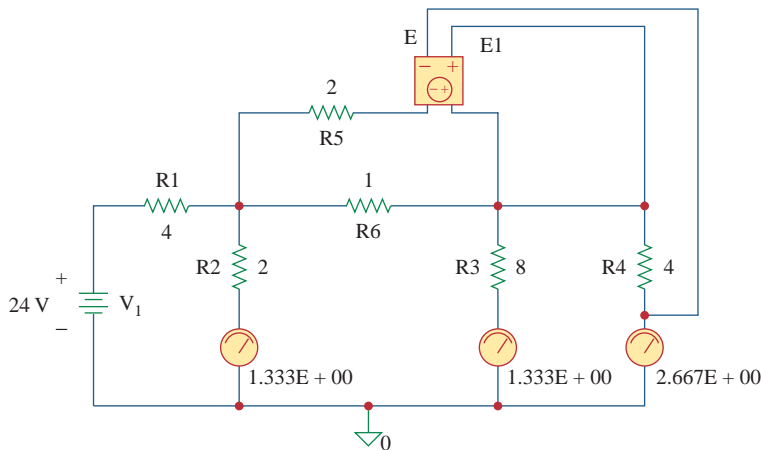 E
E1
− +
− +
2
R5
R1
4
1
R6
R2 2
R3 8
R4 4
+
24 V
V1
−
1.333E + 00
1.333E + 00
2.667E + 00
0